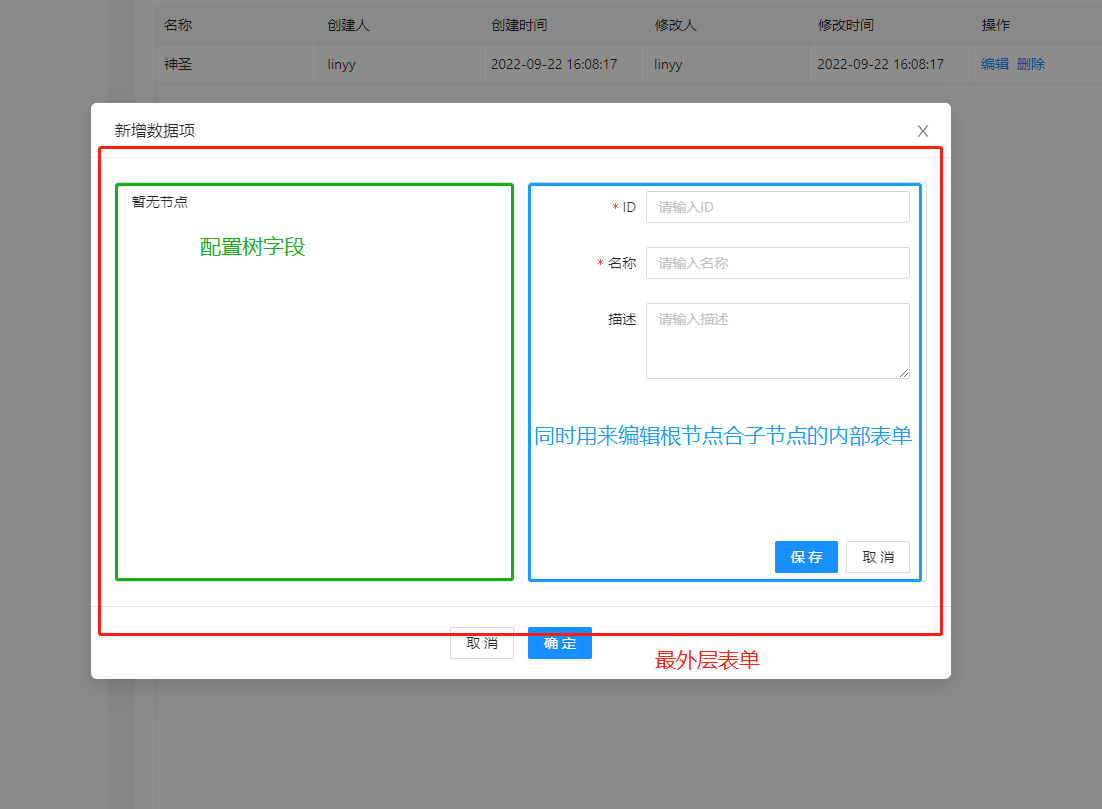 名称 创建人 创建时间 修改人 修改时间 操作
神圣 linyy 2022-09-22 16:08:17 linyy 2022-09-22 16:08:17 编辑 删除
新增数据项 X
暂无节点
配置树字段
* ID 请输入ID
* 名称 请输入名称
描述 请输入描述
同时用来编辑根节点合子节点的内部表单
保 存 取 消
取 消 确 定
最外层表单